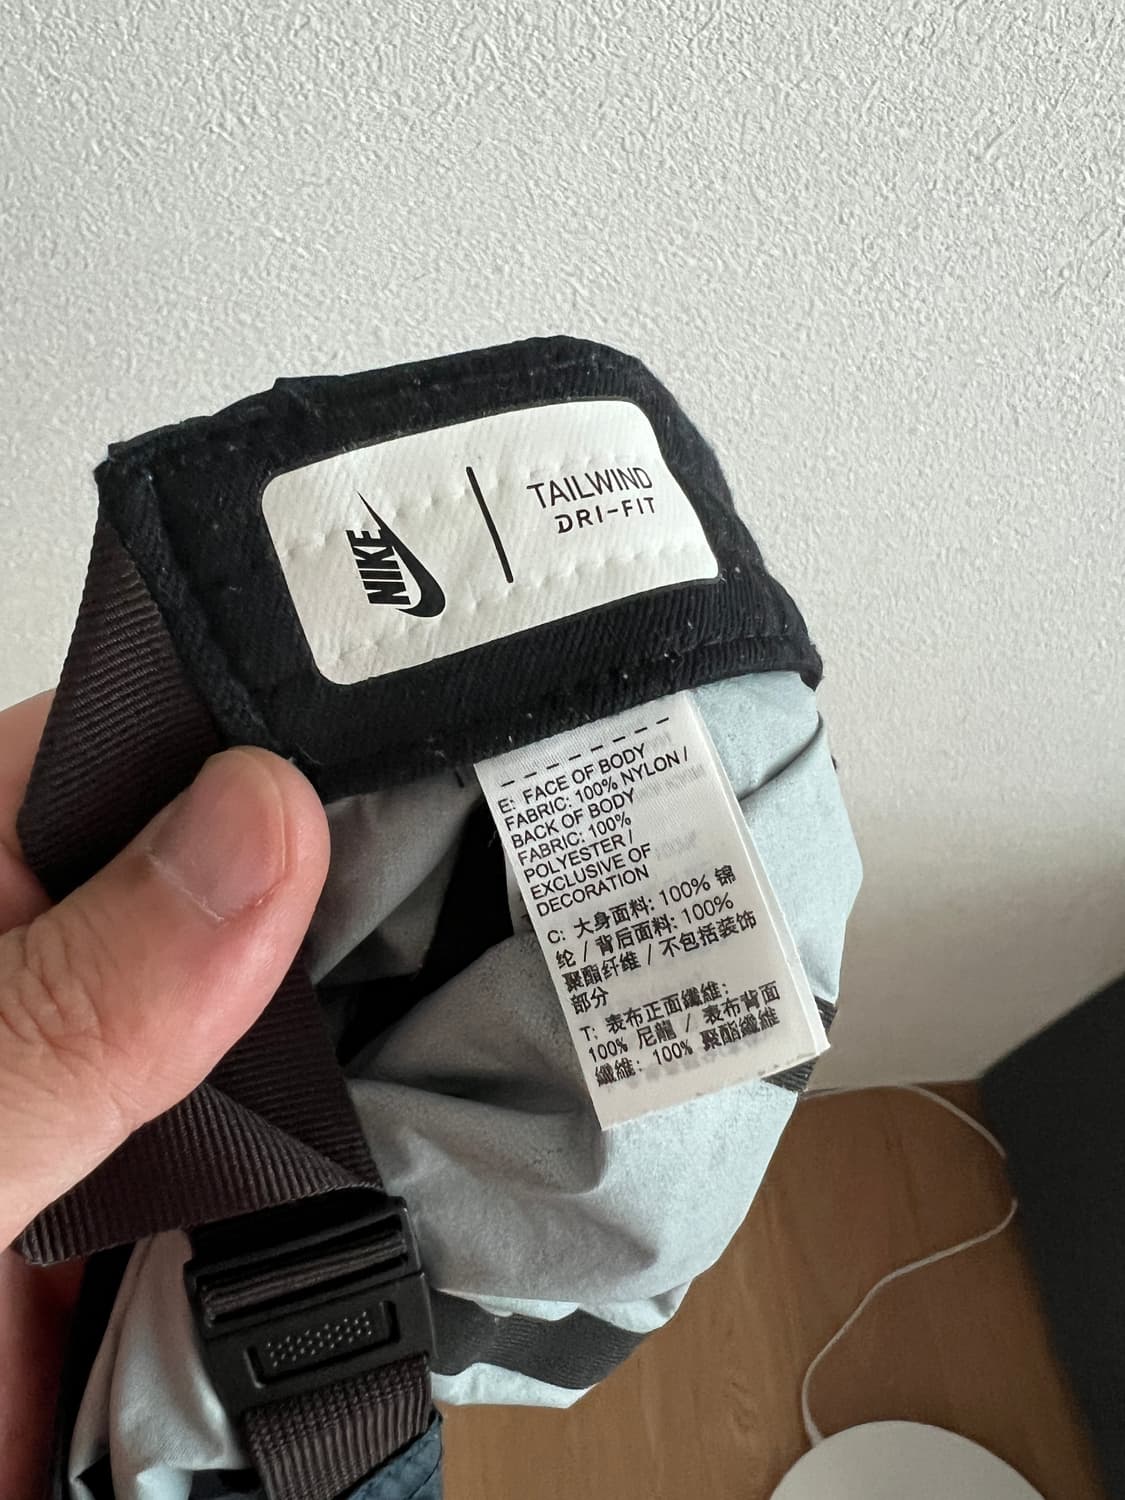 NIKE
TAILWIND
DRI-FIT
E: FACE OF BODY
FABRIC: 100% NYLON /
BACK OF BODY
FABRIC: 100%
POLYESTER /
EXCLUSIVE OF
DECORATION
C: 大身面料: 100% 锦
纶 / 背后面料: 100%
聚酯纤维 / 不包括装饰
部分
T: 表布正面纖維:
100% 尼龍 / 表布背面
纖維: 100% 聚酯纖維